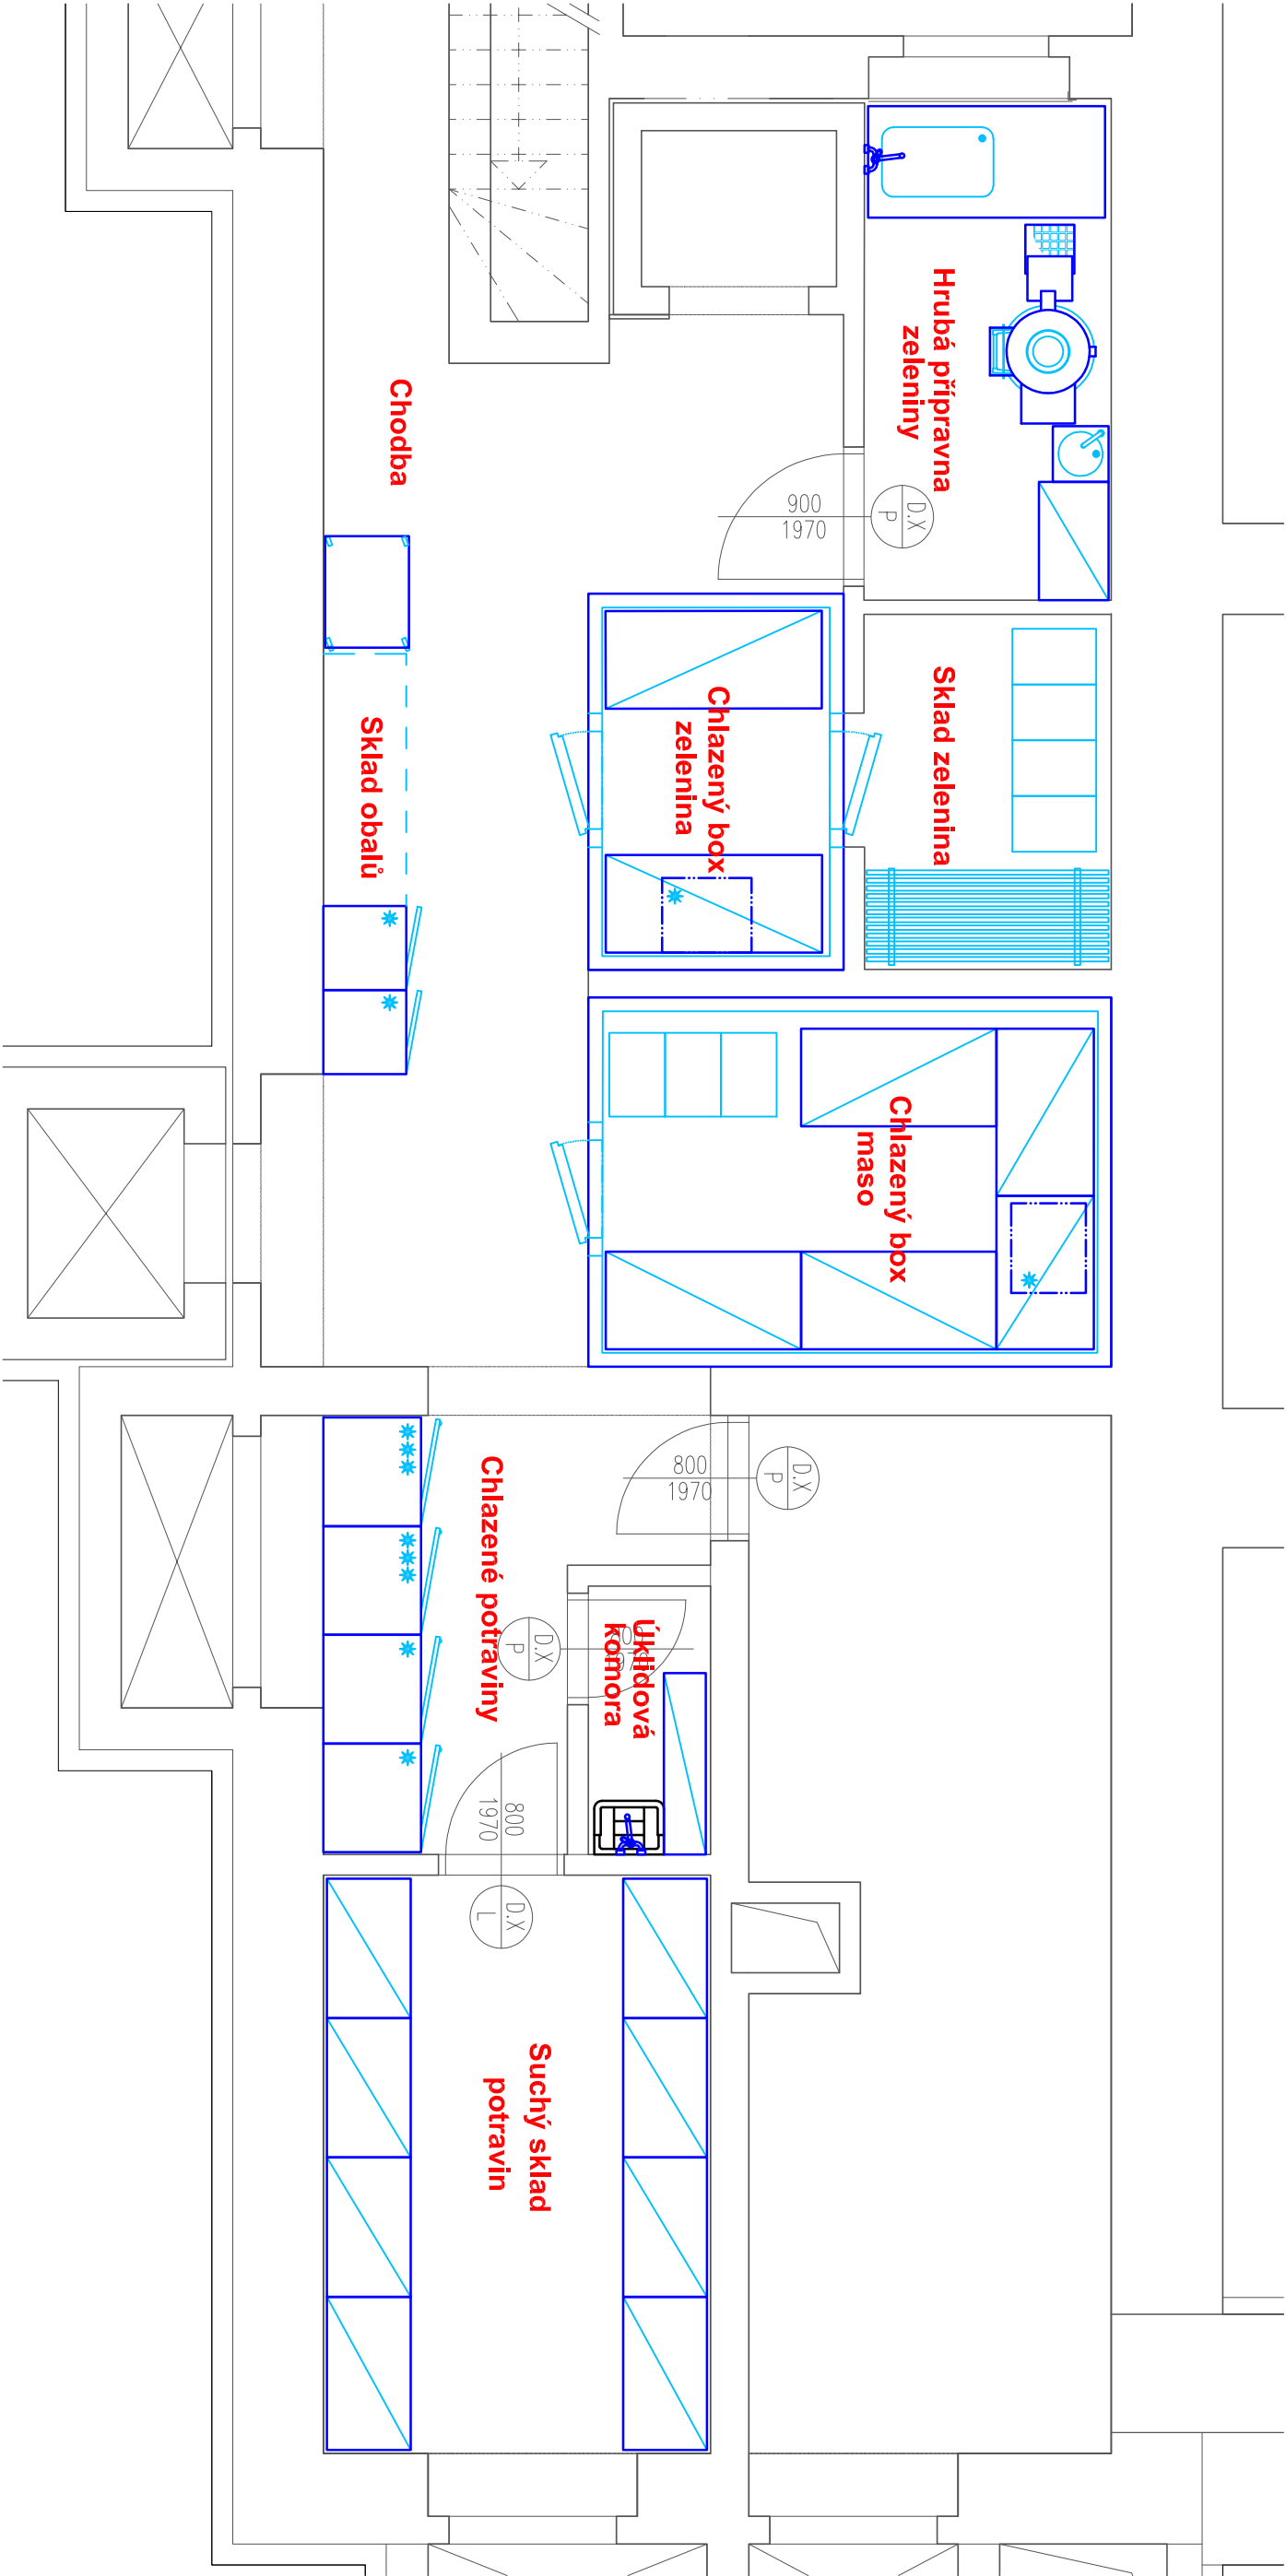 Hrubá přípravna
zeleniny
Chodba
900
1970
D.X
P
Sklad zelenina
Chlazený box
zelenina
Sklad obalů
Chlazený box
maso
800
1970
D.X
P
Chlazené potraviny
D.X
P
Úklidová
komora
800
1970
D.X
L
Suchý sklad
potravin